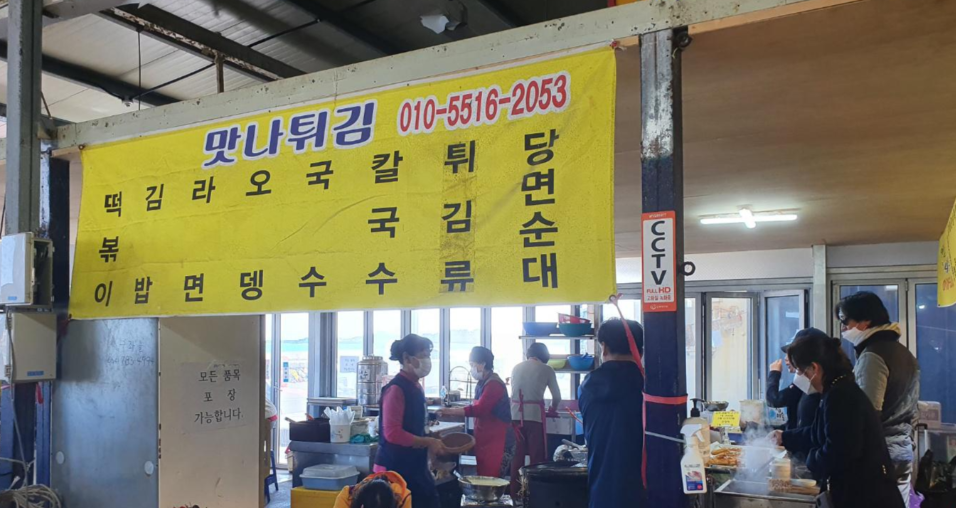 맛나튀김 010-5516-2053
떡볶이
김밥
라면
오뎅
국수
칼국수
튀김류
당면순대
CCTV
FULL HD
모든 품목
포장
가능합니다